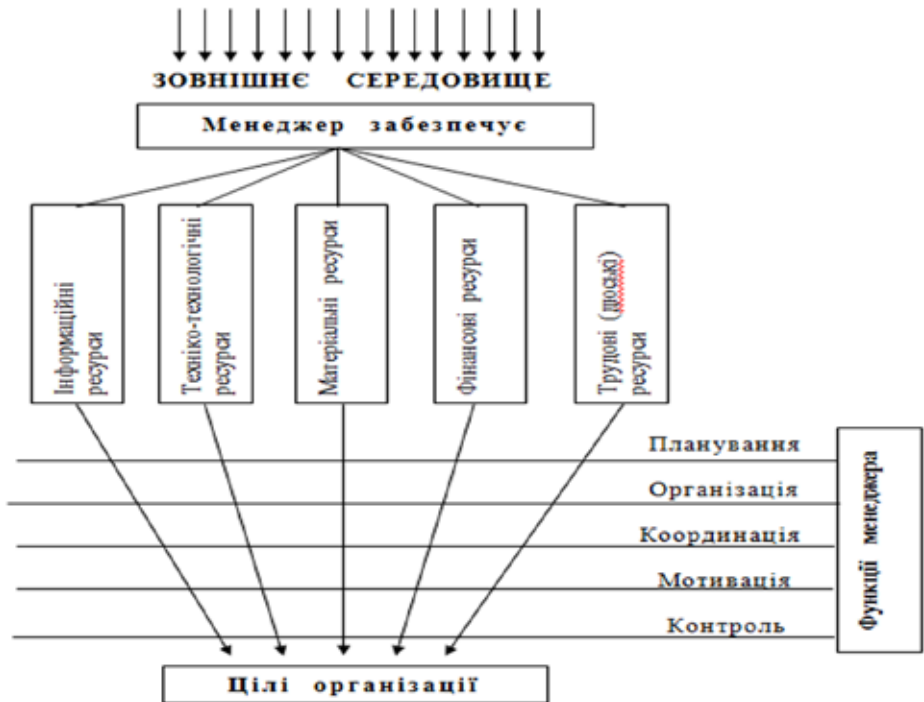 ЗОВНІШНЄ СЕРЕДОВИЩЕ
Менеджер забезпечує
Інформаційні
ресурси
Техніко-технологічні
ресурси
Матеріальні ресурси
Фінансові ресурси
Трудові (дюські)
ресурси
Планування
Організація
Координація
Мотивація
Контроль
Функції менеджера
Цілі організації